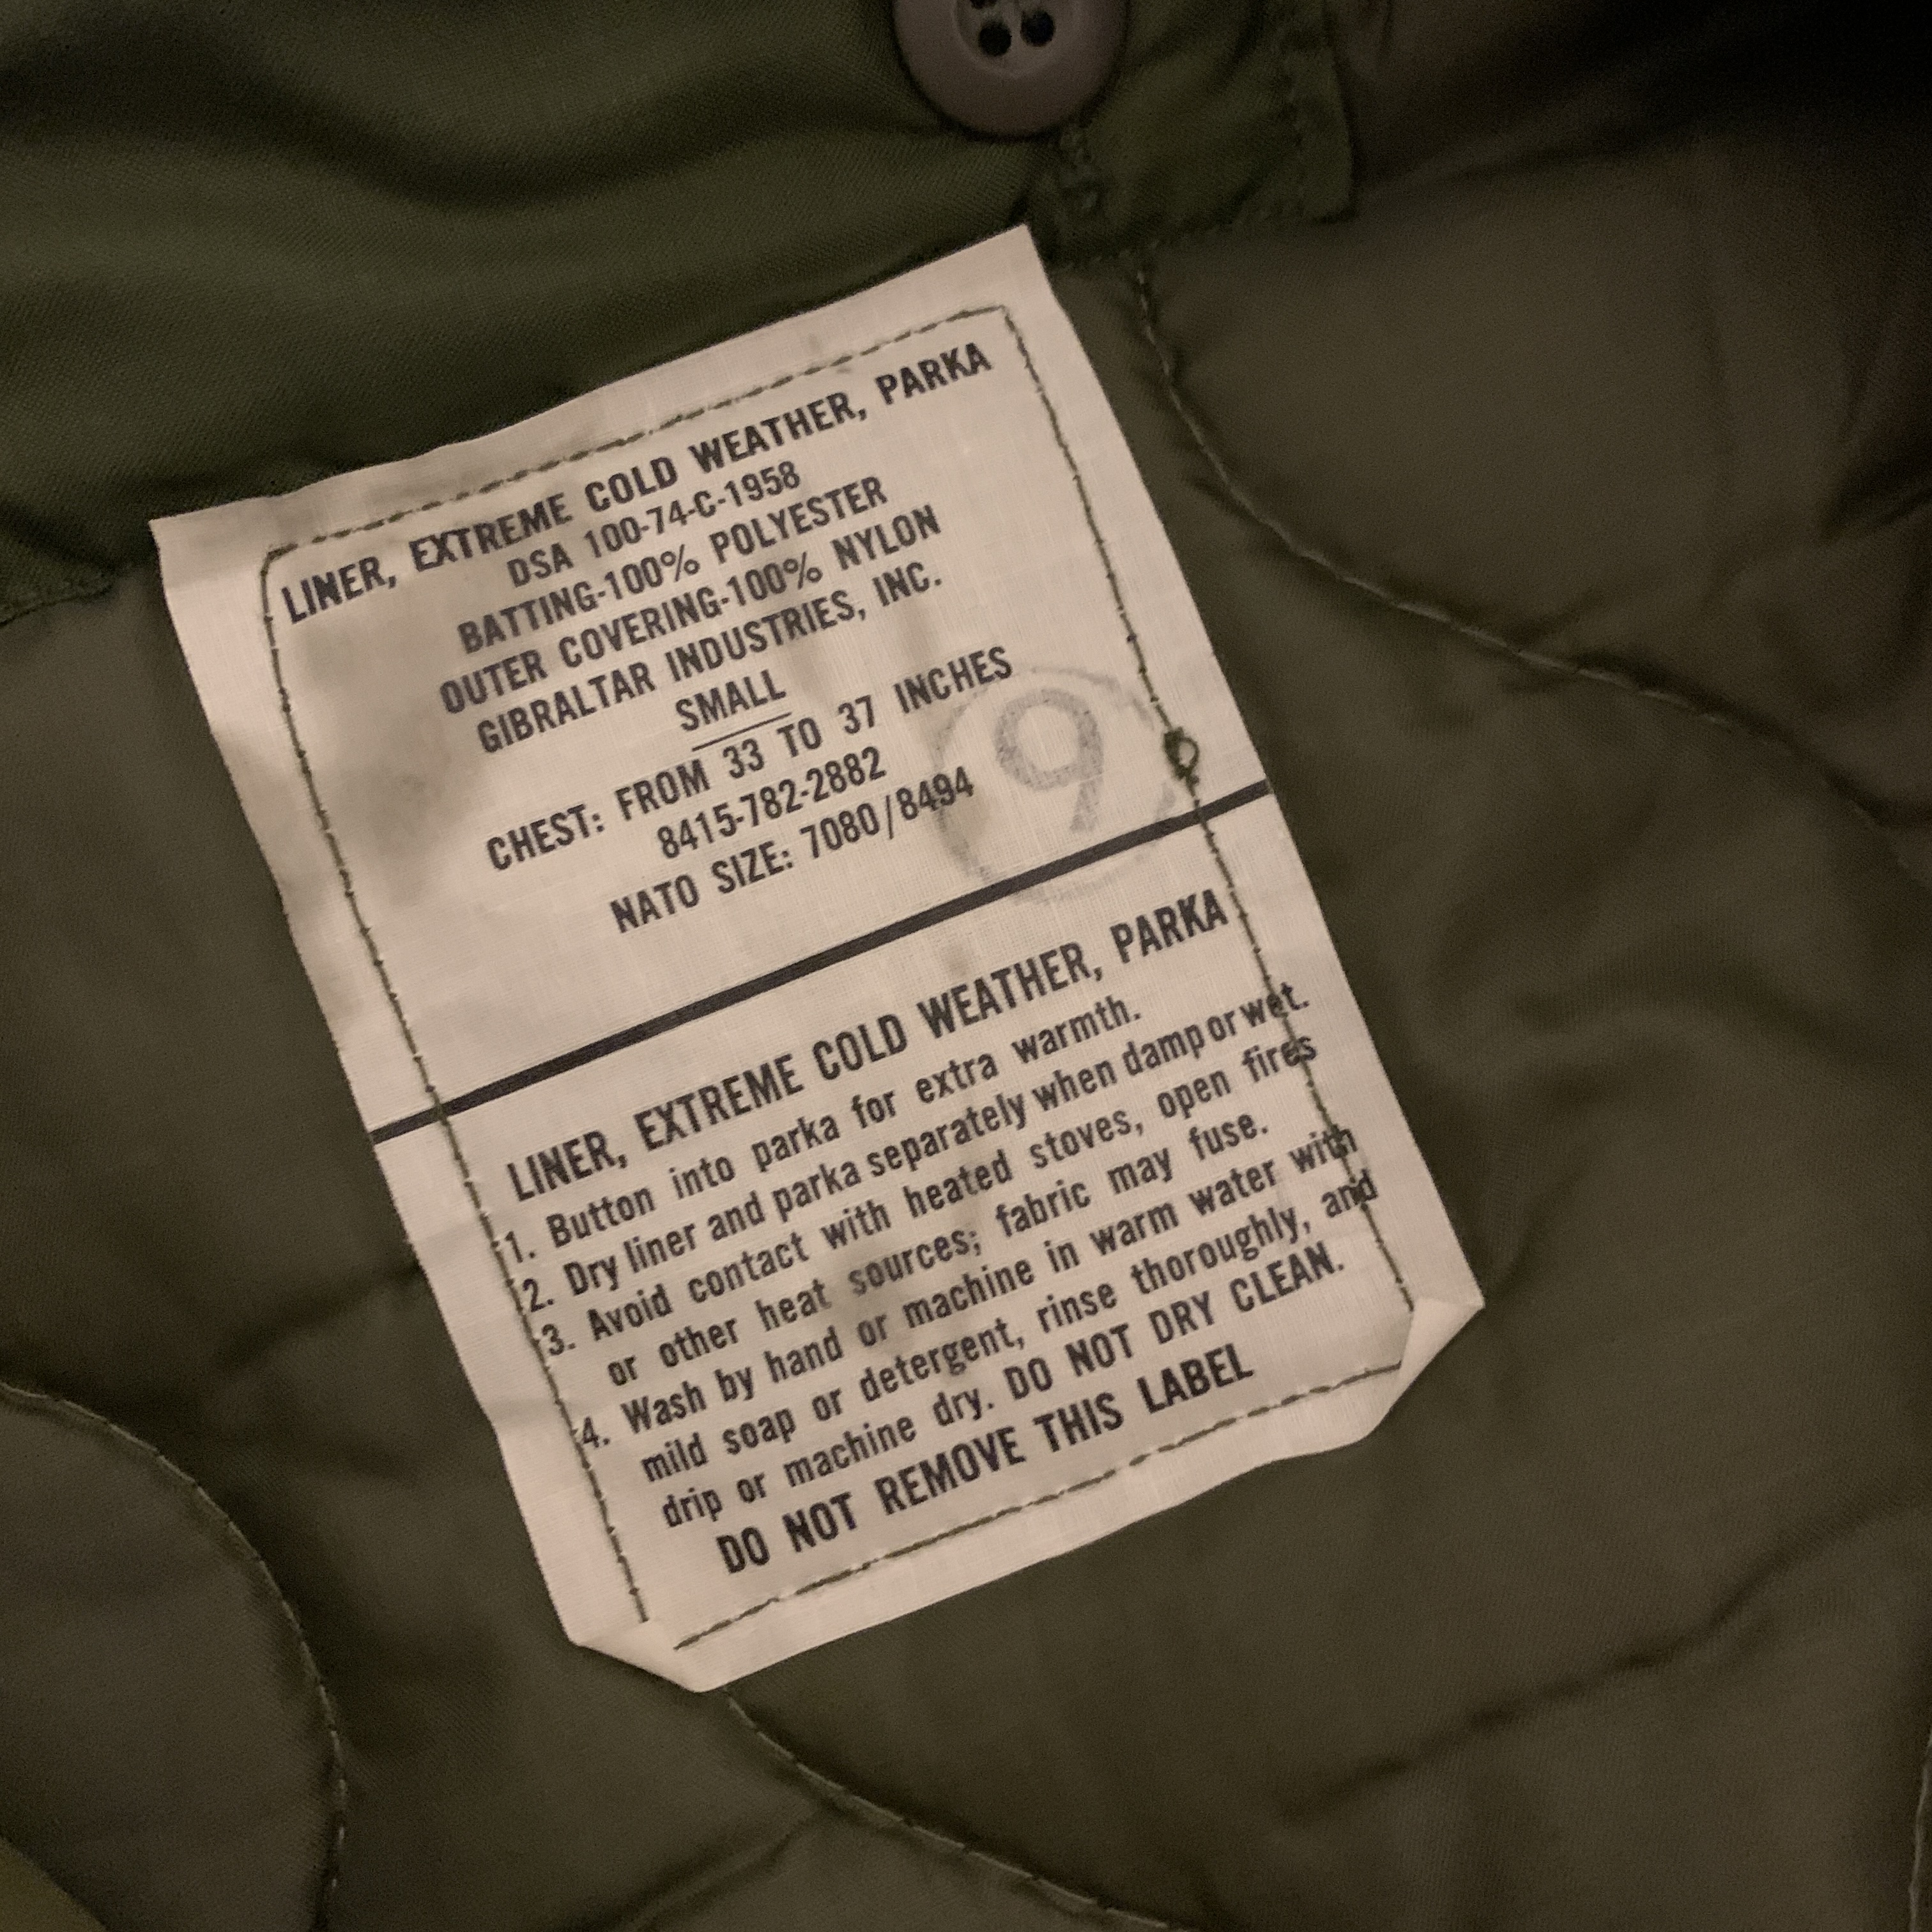 LINER, EXTREME COLD WEATHER, PARKA
DSA 100-74-C-1958
BATTING-100% POLYESTER
OUTER COVERING-100% NYLON
GIBRALTAR INDUSTRIES, INC.
SMALL
CHEST: FROM 33 TO 37 INCHES
8415-782-2882
NATO SIZE: 7080/8494
9
LINER, EXTREME COLD WEATHER, PARKA
1. Button into parka for extra warmth.
2. Dry liner and parka separately when damp or wet.
3. Avoid contact with heated stoves, open fires
or other heat sources; fabric may fuse.
4. Wash by hand or machine in warm water with
mild soap or detergent, rinse thoroughly, and
drip or machine dry. DO NOT DRY CLEAN.
DO NOT REMOVE THIS LABEL